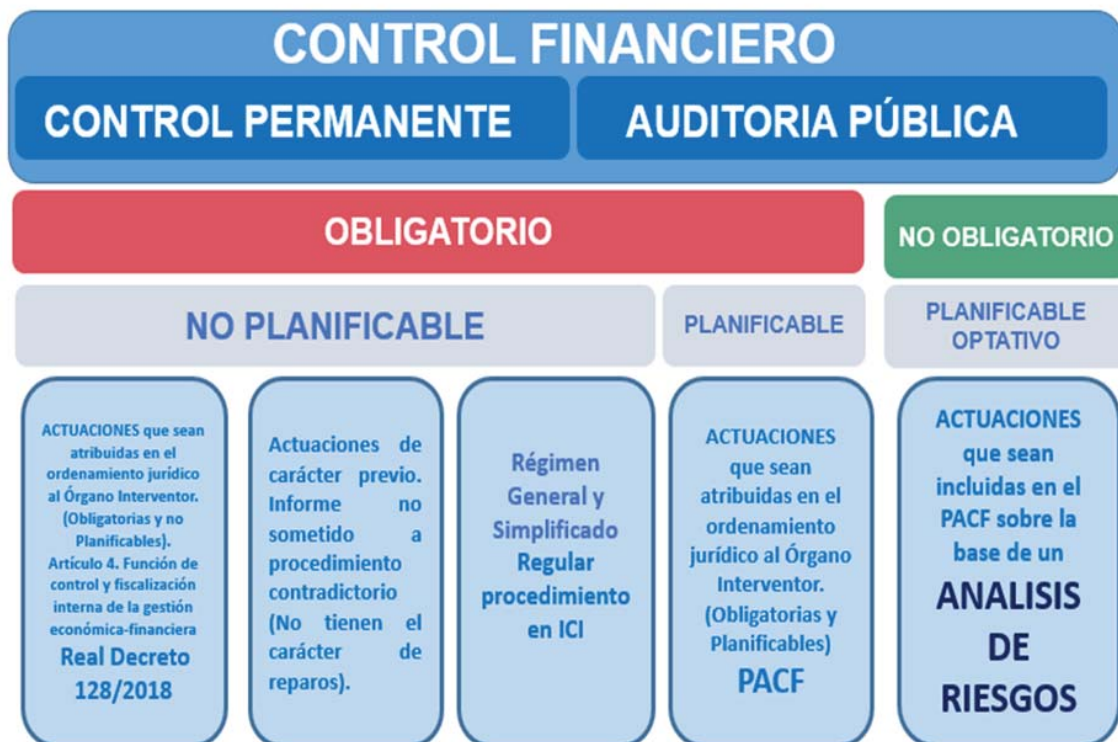 CONTROL FINANCIERO
CONTROL PERMANENTE
AUDITORIA PÚBLICA
OBLIGATORIO
NO OBLIGATORIO
NO PLANIFICABLE
PLANIFICABLE
PLANIFICABLE
OPTATIVO
ACTUACIONES que sean
atribuidas en el
ordenamiento jurídico
al Órgano Interventor.
(Obligatorias y no
Planificables).
Artículo 4. Función de
control y fiscalización
interna de la gestión
económica-financiera
Real Decreto
128/2018
Actuaciones de
carácter previo.
Informe no
sometido a
procedimiento
contradictorio
(No tienen el
carácter de
reparos).
Régimen
General y
Simplificado
Regular
procedimiento
en ICI
ACTUACIONES
que sean
atribuidas en el
ordenamiento
jurídico al Órgano
Interventor.
(Obligatorias y
Planificables)
PACF
ACTUACIONES
que sean
incluidas en el
PACF sobre la
base de un
ANALISIS
DE
RIESGOS